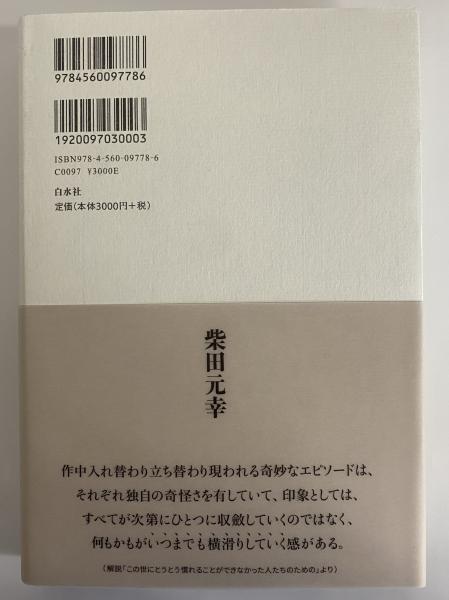 9784560097786
1920097030003
ISBN978-4-560-09778-6
C0097 ¥3000E
白水社
定価(本体3000円+税)
柴田元幸
作中入れ替わり立ち替わり現われる奇妙なエピソードは、
それぞれ独自の奇怪さを有していて、印象としては、
すべてが次第にひとつに収斂していくのではなく、
何もかもがいつまでも横滑りしていく感がある。
(解説「この世にとうとう慣れることができなかった人たちのための」より)